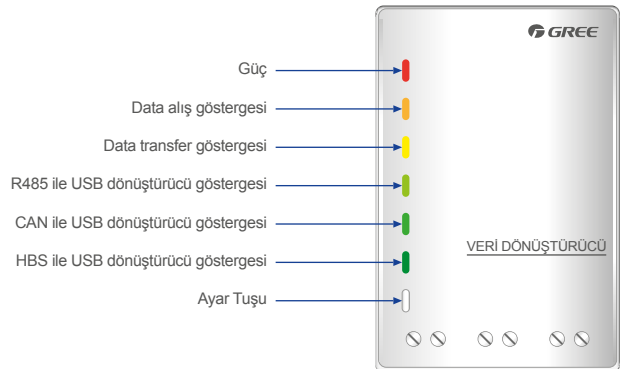 GREE
Güç
Data alış göstergesi
Data transfer göstergesi
R485 ile USB dönüştürücü göstergesi
CAN ile USB dönüştürücü göstergesi
HBS ile USB dönüştürücü göstergesi
VERİ DÖNÜŞTÜRÜCÜ
Ayar Tuşu